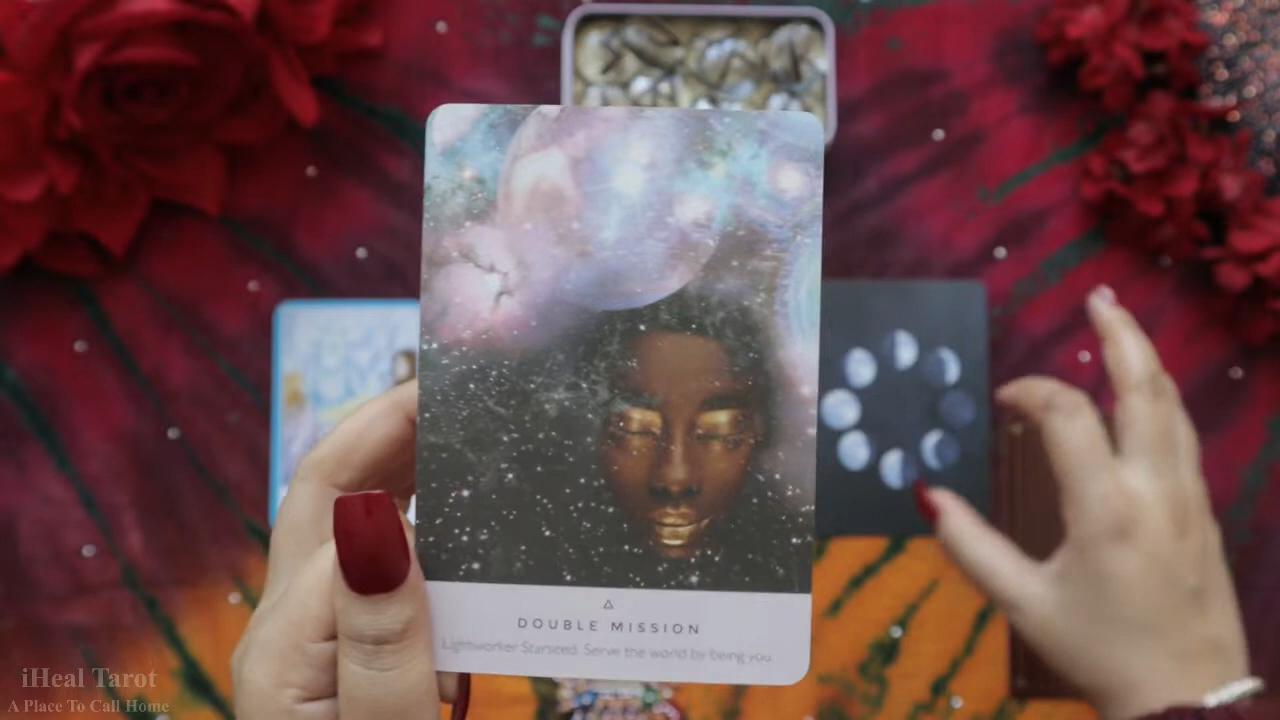 DOUBLE MISSION
Lightworker Starseed. Serve the world by being you.
iHeal Tarot
A Place To Call Home